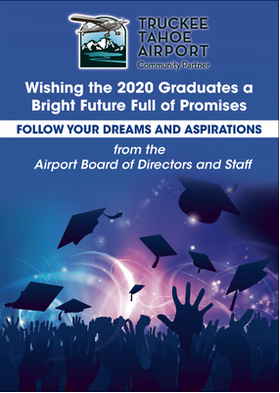 TRUCKEE
TAHOE
AIRPORT
Community Partner
Wishing the 2020 Graduates a
Bright Future Full of Promises
FOLLOW YOUR DREAMS AND ASPIRATIONS
from the
Airport Board of Directors and Staff